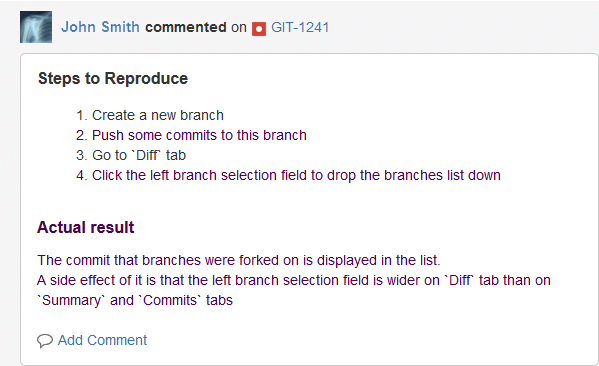 John Smith commented on GIT-1241
Steps to Reproduce
1. Create a new branch
2. Push some commits to this branch
3. Go to `Diff` tab
4. Click the left branch selection field to drop the branches list down
Actual result
The commit that branches were forked on is displayed in the list.
A side effect of it is that the left branch selection field is wider on `Diff` tab than on
`Summary` and `Commits` tabs
Add Comment